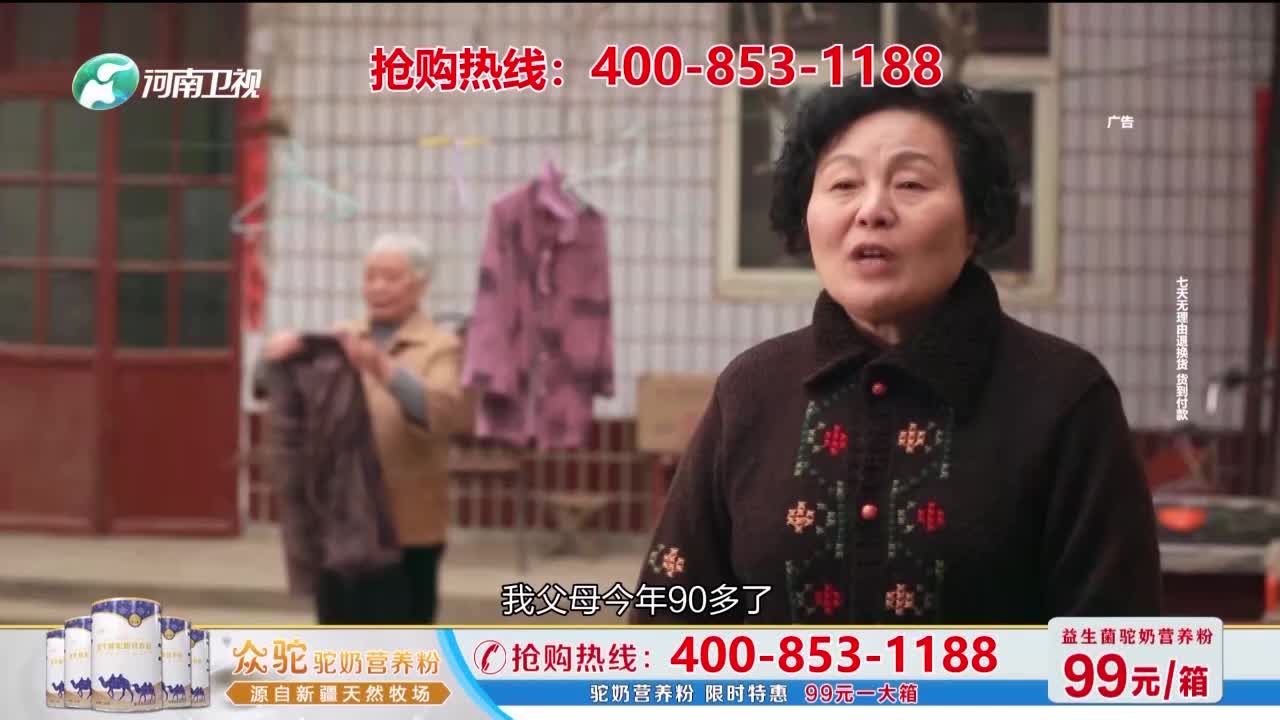 抢购热线：400-853-1188
河南卫视
广告
七天无理由退换货 货到付款
我父母今年90多了
众驼 驼奶营养粉
源自新疆天然牧场
抢购热线：400-853-1188
驼奶营养粉 限时特惠 99元一大箱
益生菌驼奶营养粉
99元/箱